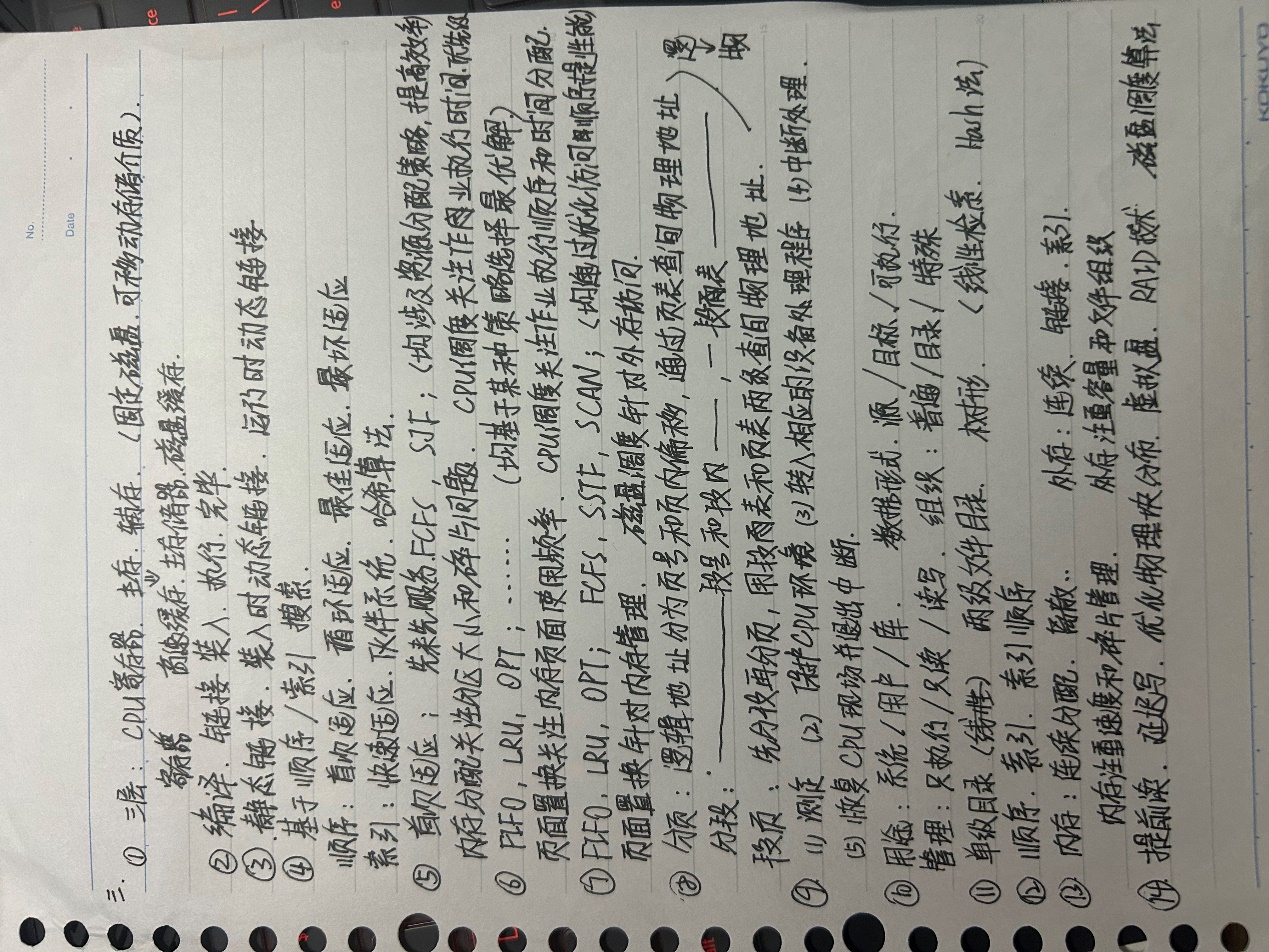 No.
Date
三. ① 三层: CPU寄存器. 主存. 辅存. (固定磁盘. 可移动存储介质).
寄存器 高速缓存. 主存储器. 磁盘缓存.
② 编译. 链接. 装入. 执行. 完毕.
③ 静态链接. 装入时动态链接. 运行时动态链接.
④ 基于顺序/索引 搜索.
顺序: 首次适应. 循环适应. 最佳适应. 最坏适应
索引: 快速适应. 伙伴系统. 哈希算法.
⑤ 首次适应; 先来先服务FCFS, SJF; (均涉及资源分配策略, 提高效率)
内存分配关注分区大小和碎片问题. CPU调度关注作业执行时间. 优先级
⑥ FIFO, LRU, OPT; …… (均基于某种策略选择最优解)
页面置换关注内存页面使用频率. CPU调度关注作业执行顺序和时间分配.
⑦ FIFO, LRU, OPT; FCFS, SSTF, SCAN; (均通过优化访问顺序提性能)
页面置换针对内存管理. 磁盘调度针对外存访问.
⑧ 分页: 逻辑地址分为页号和页内偏移, 通过页表查询物理地址 逻
分段: —— 段号和段内 ——, — 段表 —— 物
段页: 先分段再分页, 用段表和页表两级查询物理地址.
⑨ (1) 测定 (2) 保护CPU环境 (3) 转入相应的设备处理程序 (4) 中断处理.
(5) 恢复CPU现场并退出中断.
⑩ 用途: 系统/用户/库. 数据形式. 源/目标/可执行.
管理: 只执行/只读/读写. 组织: 普通/目录/特殊
⑪ 单级目录 (线性) 两级文件目录. 树形. (线性检索. Hash法)
⑫ 顺序. 索引. 索引顺序
⑬ 内存: 连续分配. 离散.. 外存: 连续. 链接. 索引.
内存注重速度和碎片管理. 外存注重容量和文件组织
⑭ 提前读. 延迟写. 优化物理块分布. 虚拟盘. RAID技术. 磁盘调度算法
KOKUYO